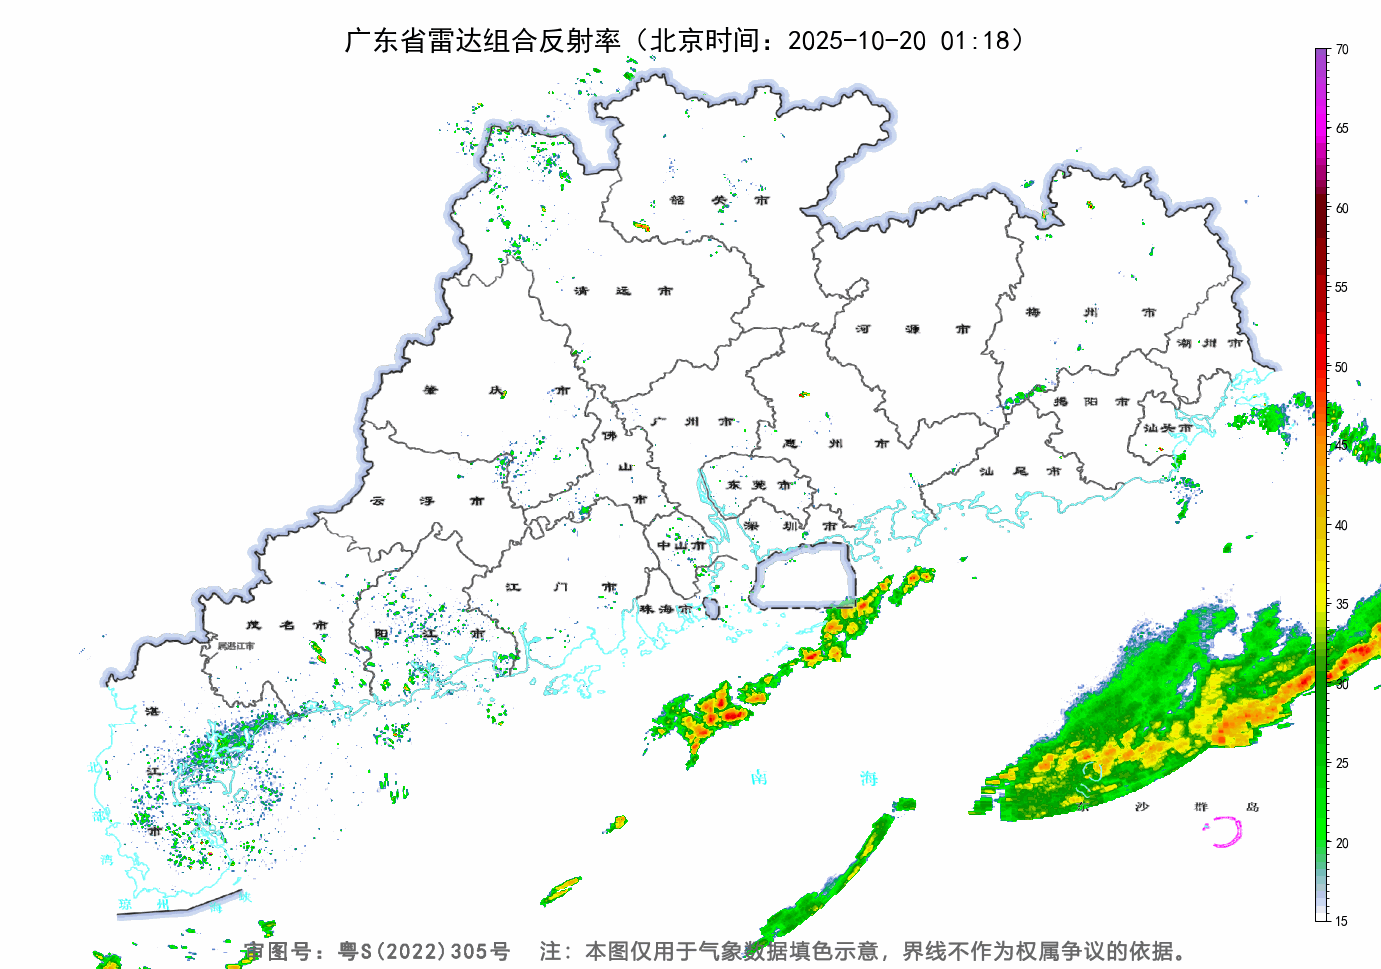 广东省雷达组合反射率（北京时间：2025-10-20 01:18）
70
65
60
55
50
45
40
35
30
25
20
15
韶关市
清远市
河源市
梅州市
潮州市
肇庆市
广州市
佛山市
惠州市
揭阳市
汕头市
汕尾市
云浮市
东莞市
深圳市
中山市
江门市
珠海市
茂名市
属湛江市
阳江市
湛江市
北部湾
琼州海峡
南海
东沙群岛
审图号：粤S(2022)305号 注：本图仅用于气象数据填色示意，界线不作为权属争议的依据。